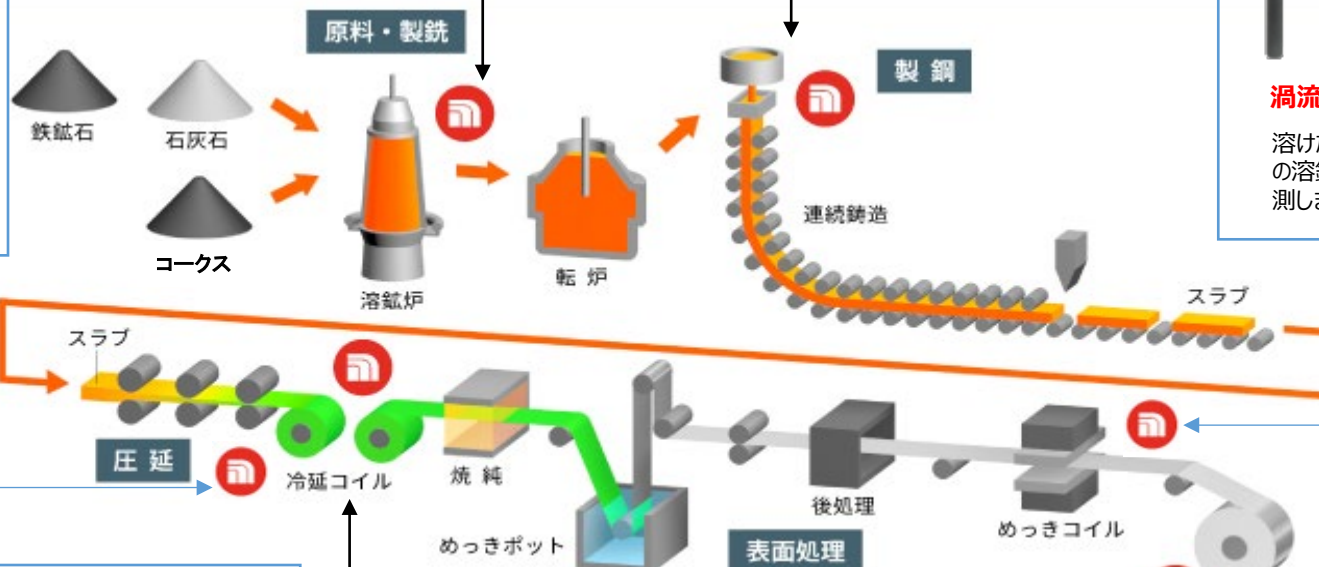 原料・製銑
製鋼
鉄鉱石
石灰石
コークス
溶鉱炉
転炉
連続鋳造
スラブ
渦流
溶けた
の溶
測しま
スラブ
圧延
冷延コイル
焼純
めっきポット
後処理
めっきコイル
表面処理